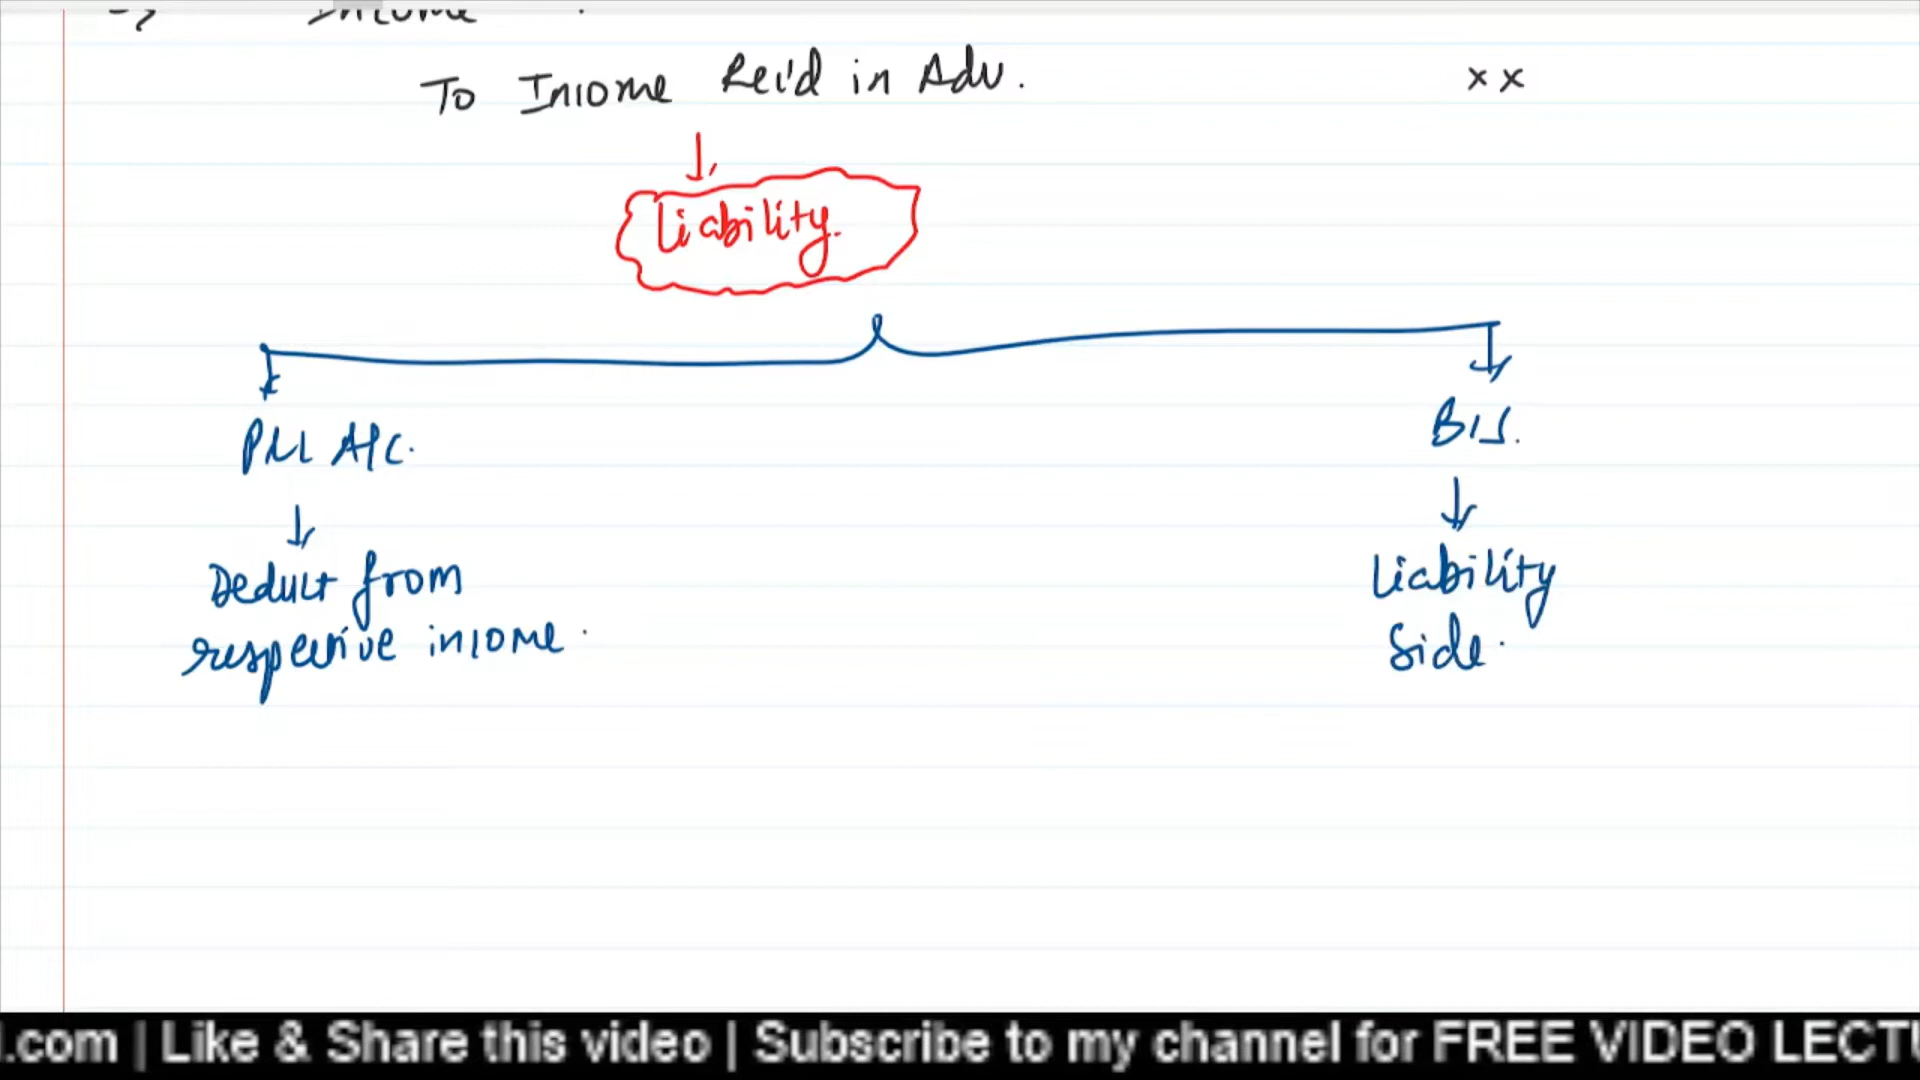 Income
To Income Rec'd in Adv. xx
Liability.
P&L A/c.
B/S.
Deduct from
respective income.
Liability
Side.
l.com | Like & Share this video | Subscribe to my channel for FREE VIDEO LECTU